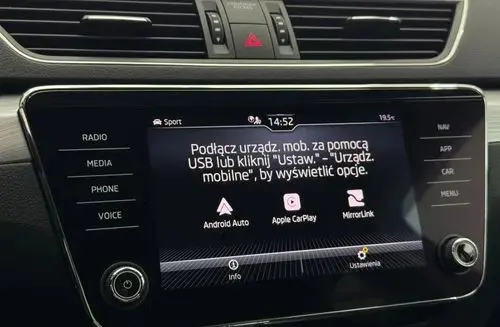 Sport
14:52
19.5°C
RADIO
MEDIA
PHONE
VOICE
NAV
APP
CAR
MENU
Podłącz urządz. mob. za pomocą
USB lub kliknij "Ustaw." - "Urządz.
mobilne", by wyświetlić opcje.
Android Auto
Apple CarPlay
MirrorLink
Info
Ustawienia